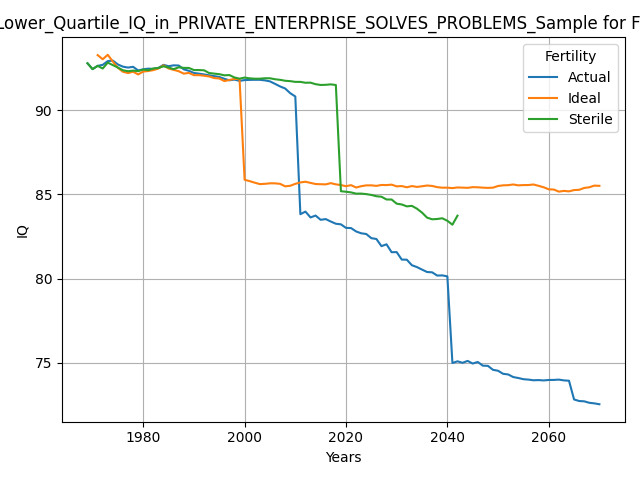 Lower_Quartile_IQ_in_PRIVATE_ENTERPRISE_SOLVES_PROBLEMS_Sample for F
Fertility
Actual
Ideal
Sterile
IQ
90
85
80
75
1980 2000 2020 2040 2060
Years